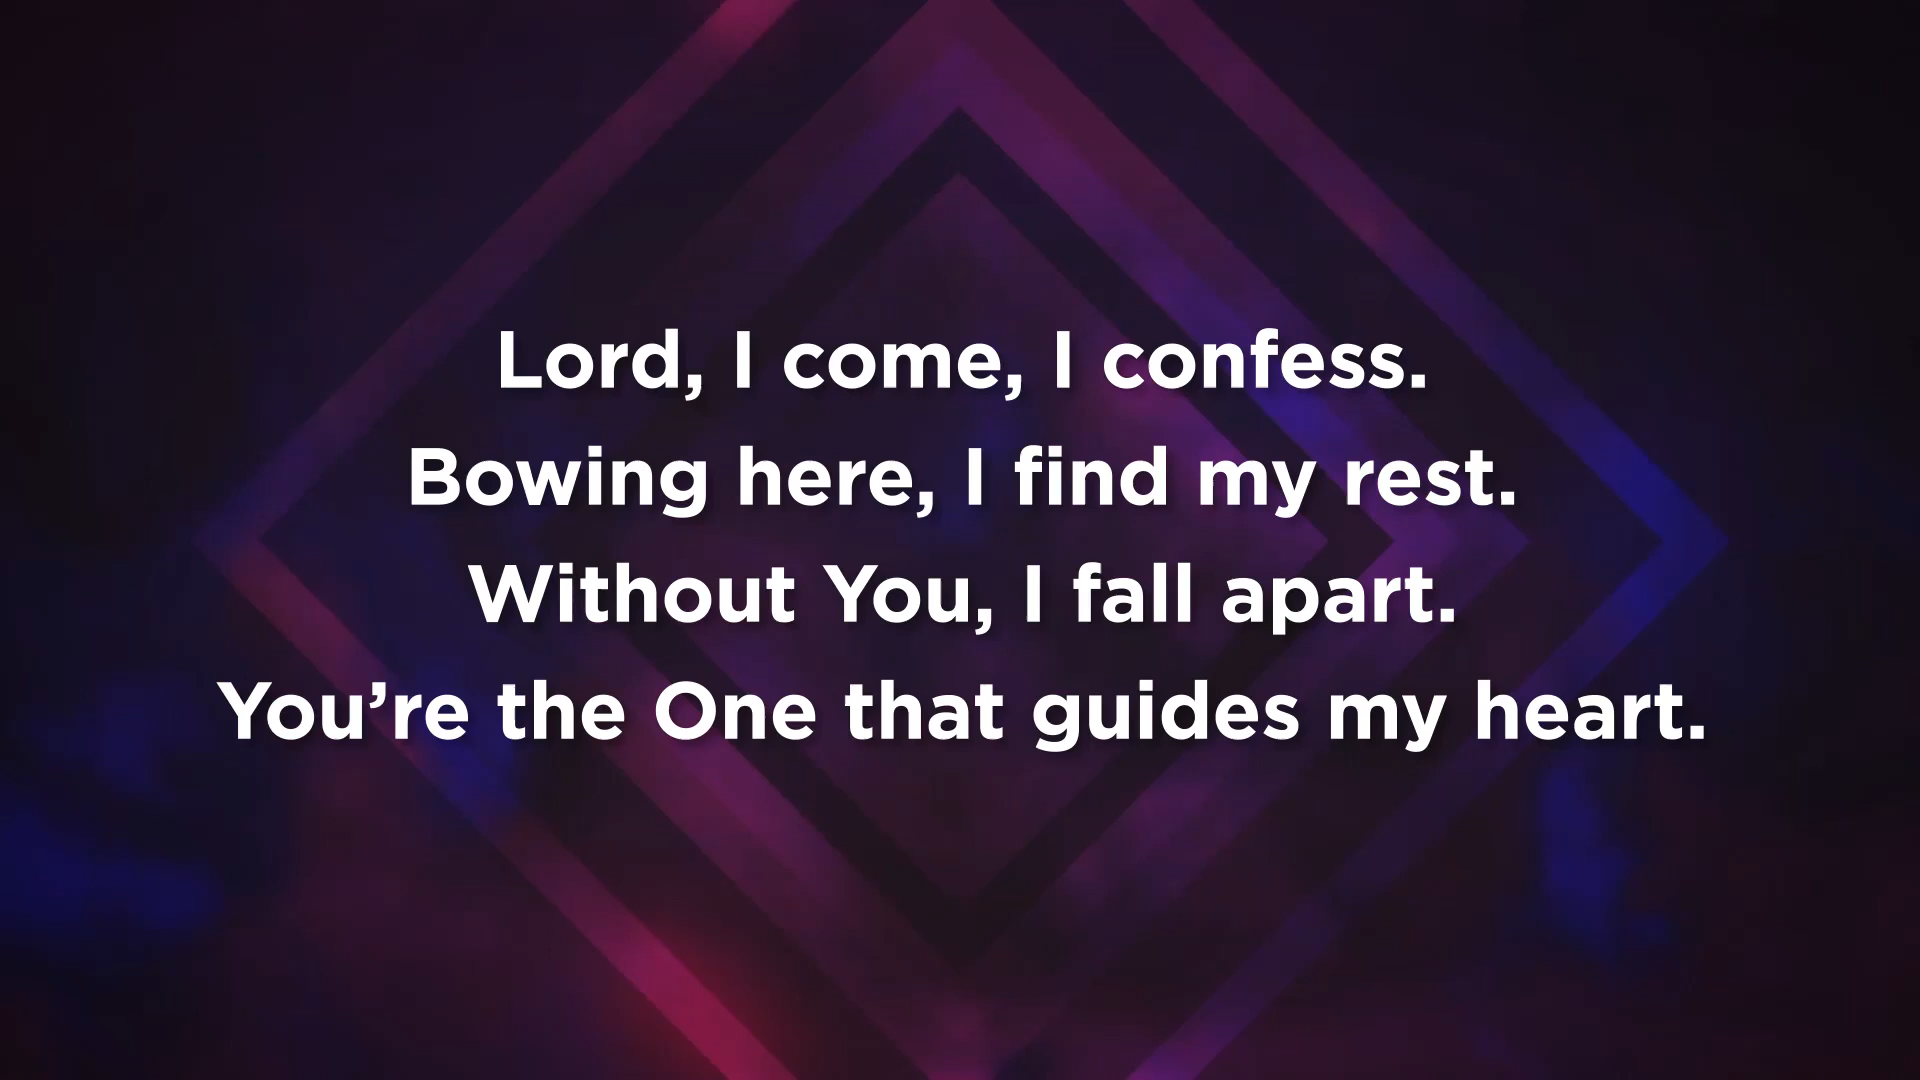 Lord, I come, I confess.
Bowing here, I find my rest.
Without You, I fall apart.
You’re the One that guides my heart.